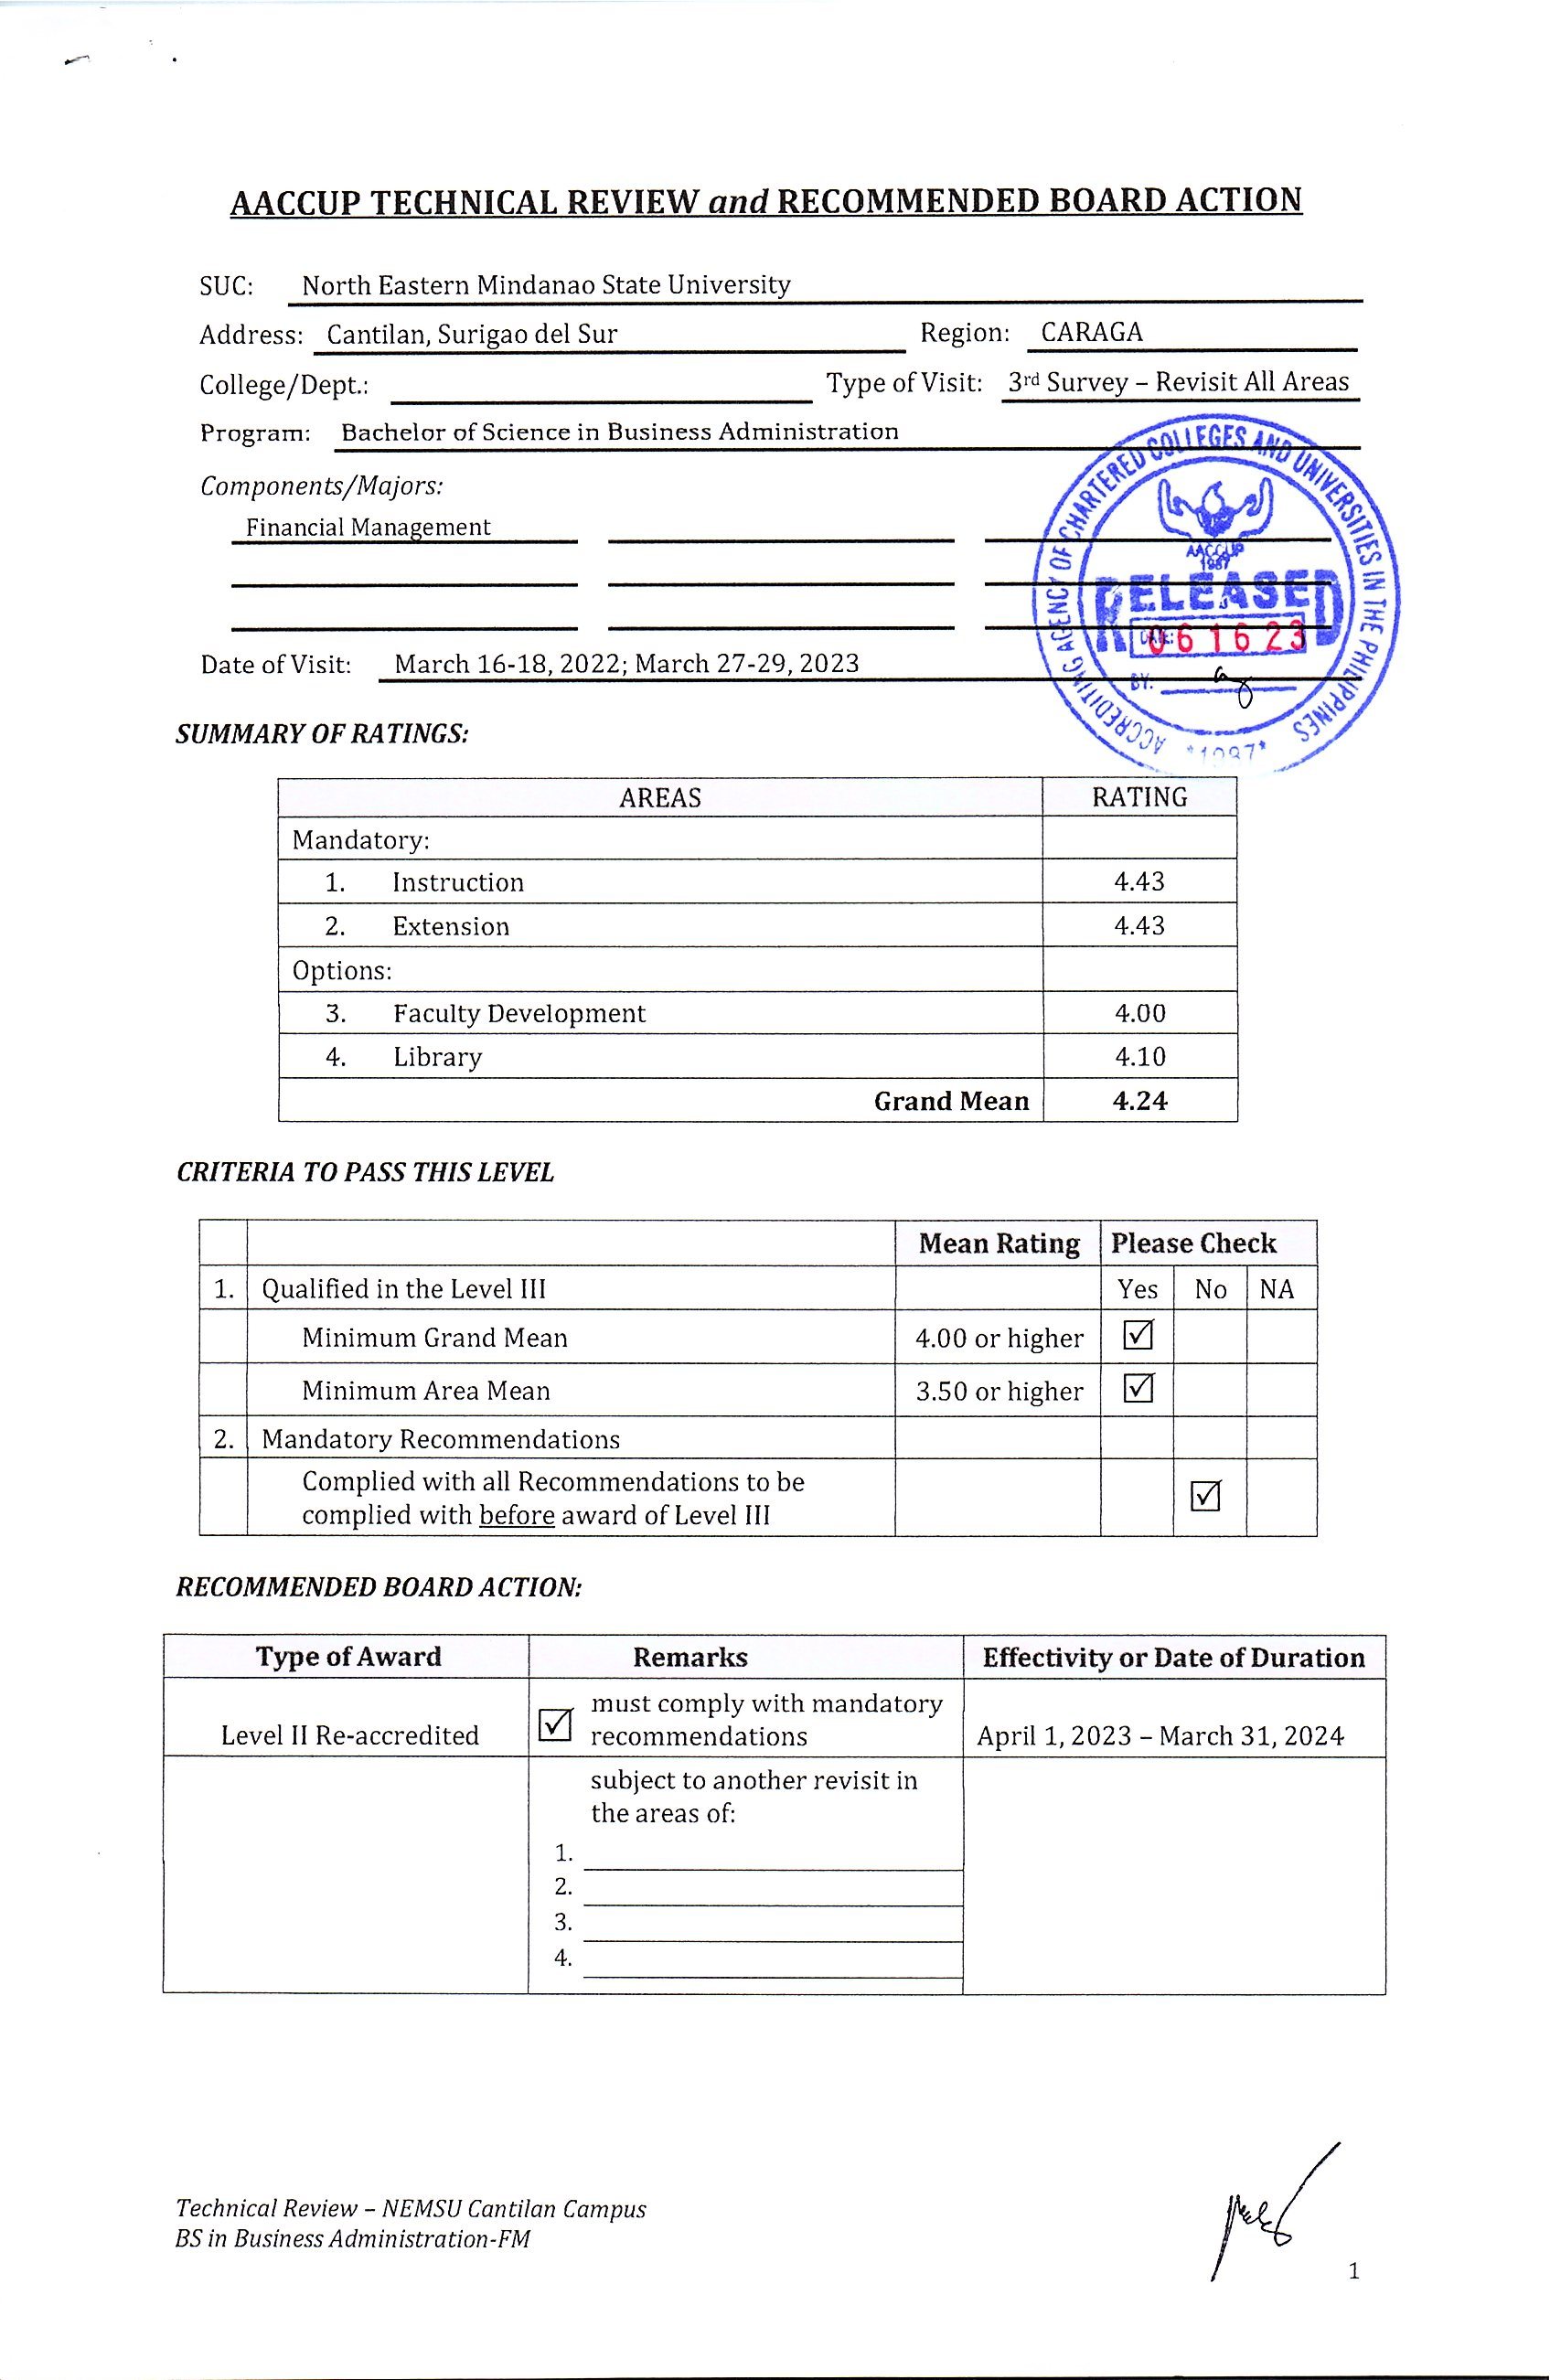 AACCUP TECHNICAL REVIEW and RECOMMENDED BOARD ACTION
SUC: North Eastern Mindanao State University
Address: Cantilan, Surigao del Sur Region: CARAGA
College/Dept.: Type of Visit: 3rd Survey – Revisit All Areas
Program: Bachelor of Science in Business Administration
Components/Majors:
Financial Management
ACCREDITING AGENCY OF CHARTERED COLLEGES AND UNIVERSITIES IN THE PHILIPPINES
AACCUP
1987
RELEASED
DATE: 061623
BY:
*1987*
Date of Visit: March 16-18, 2022; March 27-29, 2023
SUMMARY OF RATINGS:
AREAS RATING
Mandatory:
1. Instruction 4.43
2. Extension 4.43
Options:
3. Faculty Development 4.00
4. Library 4.10
Grand Mean 4.24
CRITERIA TO PASS THIS LEVEL
Mean Rating Please Check
1. Qualified in the Level III Yes No NA
Minimum Grand Mean 4.00 or higher ☑
Minimum Area Mean 3.50 or higher ☑
2. Mandatory Recommendations
Complied with all Recommendations to be
complied with before award of Level III ☑
RECOMMENDED BOARD ACTION:
Type of Award Remarks Effectivity or Date of Duration
Level II Re-accredited ☑ must comply with mandatory
recommendations April 1, 2023 – March 31, 2024
subject to another revisit in
the areas of:
1.
2.
3.
4.
Technical Review – NEMSU Cantilan Campus
BS in Business Administration-FM
1